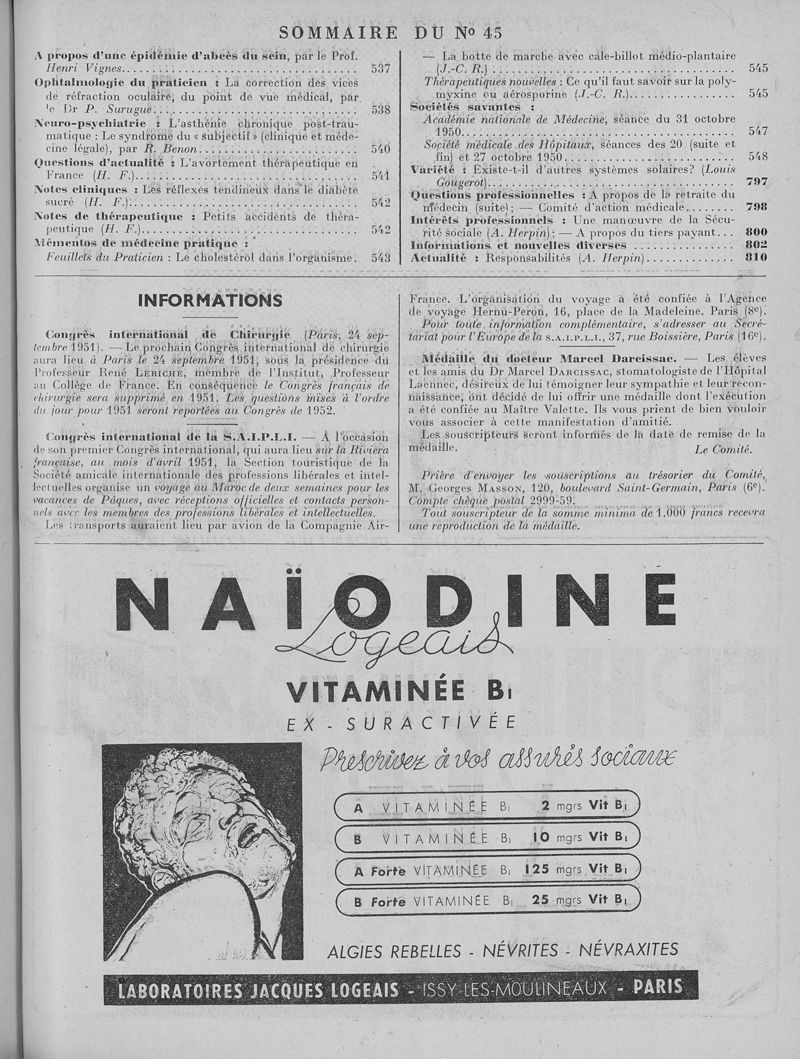 SOMMAIRE DU No 45
A propos d'une épidémie d'abcès du sein, par le Prof.
Henri Vignes. 537
Ophtalmologie du praticien : La correction des vices
de réfraction oculaire, du point de vue médical, par
le Dr P. Sarugue. 538
Neuro-psychiatrie : L'asthénie chronique post-trau-
matique : Le syndrome du « subjectif » (clinique et méde-
cine légale), par R. Benon. 540
Questions d'actualité : L'avortement thérapeutique en
France (H. F.). 541
Notes cliniques : Les réflexes tendineux dans le diabète
sucré (H. F.). 542
Notes de thérapeutique : Petits accidents de théra-
peutique (H. F.). 542
Mémentos de médecine pratique :
Feuillets du Praticien : Le cholestérol dans l'organisme. 543
— La botte de marche avec cale-billot médio-plantaire
(J.-C. R.) 545
Thérapeutiques nouvelles : Ce qu'il faut savoir sur la poly-
myxine ou aérosporine (J.-C. R.) 545
Sociétés savantes :
Académie nationale de Médecine, séance du 31 octobre
1950 547
Société médicale des Hôpitaux, séances des 20 (suite et
fin) et 27 octobre 1950 548
Variété : Existe-t-il d'autres systèmes solaires? (Louis
Gougerot) 797
Questions professionnelles : A propos de la retraite du
médecin (suite); — Comité d'action médicale. 798
Intérêts professionnels : Une manœuvre de la Sécu-
rité sociale (A. Herpin); — A propos du tiers payant. 800
Informations et nouvelles diverses 802
Actualité : Responsabilités (A. Herpin) 810
INFORMATIONS
Congrès international de Chirurgie (Paris, 24 sep-
tembre 1951). — Le prochain Congrès international de chirurgie
aura lieu à Paris le 24 septembre 1951, sous la présidence du
Professeur René LERICHE, membre de l'Institut, Professeur
au Collège de France. En conséquence le Congrès français de
chirurgie sera supprimé en 1951. Les questions mises à l'ordre
du jour pour 1951 seront reportées au Congrès de 1952.
Congrès international de la S.A.I.P.L.I. — A l'occasion
de son premier Congrès international, qui aura lieu sur la Riviera
française, au mois d'avril 1951, la Section touristique de la
Société amicale internationale des professions libérales et intel-
lectuelles organise un voyage au Maroc de deux semaines pour les
vacances de Pâques, avec réceptions officielles et contacts person-
nels avec les membres des professions libérales et intellectuelles.
Les transports auraient lieu par avion de la Compagnie Air-
France. L'organisation du voyage a été confiée à l'Agence
de voyage Hernu-Peron, 16, place de la Madeleine. Paris (8e).
Pour toute information complémentaire, s'adresser au Secré-
tariat pour l'Europe de la S.A.I.P.L.I., 37, rue Boissière, Paris (16e).
Médaille du docteur Marcel Darcissac. — Les élèves
et les amis du Dr Marcel DARCISSAC, stomatologiste de l'Hôpital
Laënnec, désireux de lui témoigner leur sympathie et leur recon-
naissance, ont décidé de lui offrir une médaille dont l'exécution
a été confiée au Maître Valette. Ils vous prient de bien vouloir
vous associer à cette manifestation d'amitié.
Les souscripteurs seront informés de la date de remise de la
médaille. Le Comité.
Prière d'envoyer les souscriptions au trésorier du Comité,
M. Georges MASSON, 120, boulevard Saint-Germain, Paris (6e).
Compte chèque postal 2999-59.
Tout souscripteur de la somme minima de 1.000 francs recevra
une reproduction de la médaille.
NAÏODINE
Logeais
VITAMINÉE B1
EX-SURACTIVÉE
Prescrivez à vos assurés sociaux
A VITAMINÉE B1 2 mgrs Vit B1
B VITAMINÉE B1 10 mgrs Vit B1
A Forte VITAMINÉE B1 125 mgrs Vit B1
B Forte VITAMINÉE B1 25 mgrs Vit B1
ALGIES REBELLES - NÉVRITES - NÉVRAXITES
LABORATOIRES JACQUES LOGEAIS - ISSY-LES-MOULINEAUX - PARIS